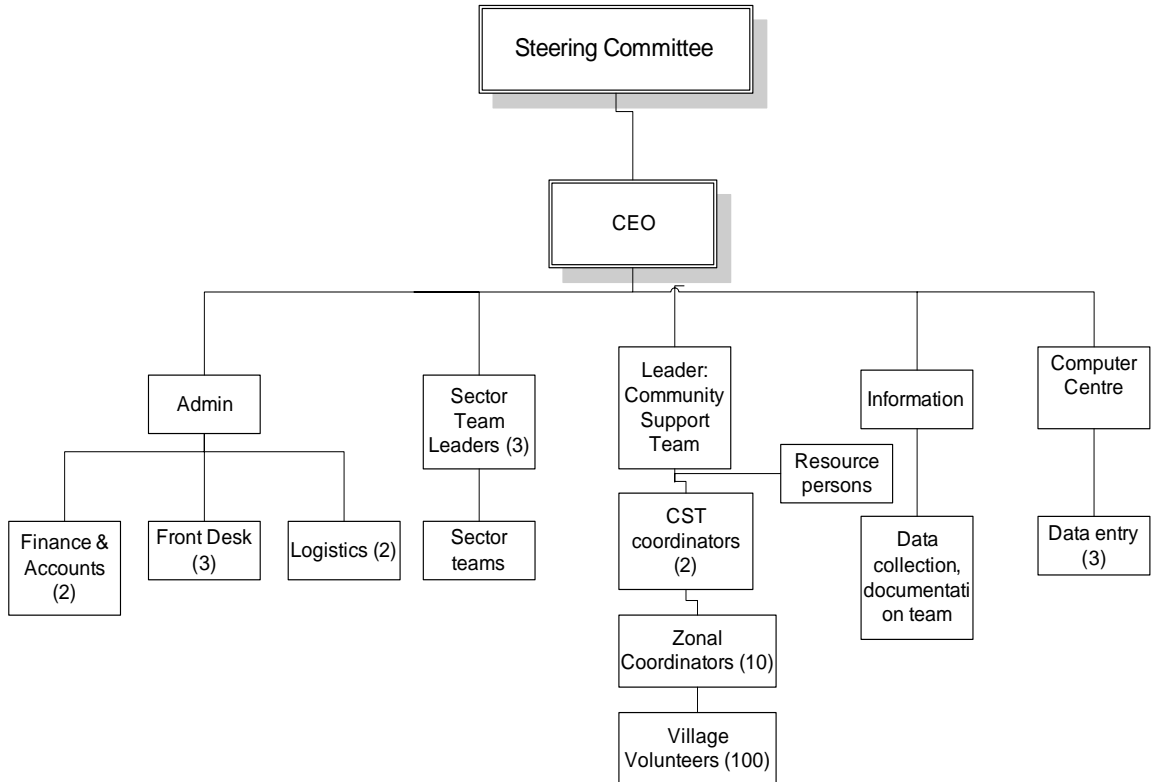 Steering Committee
CEO
Admin
Sector
Team
Leaders (3)
Leader:
Community
Support
Team
Information
Computer
Centre
Resource
persons
Finance &
Accounts
(2)
Front Desk
(3)
Logistics (2)
Sector
teams
CST
coordinators
(2)
Data
collection,
documentati
on team
Data entry
(3)
Zonal
Coordinators (10)
Village
Volunteers (100)